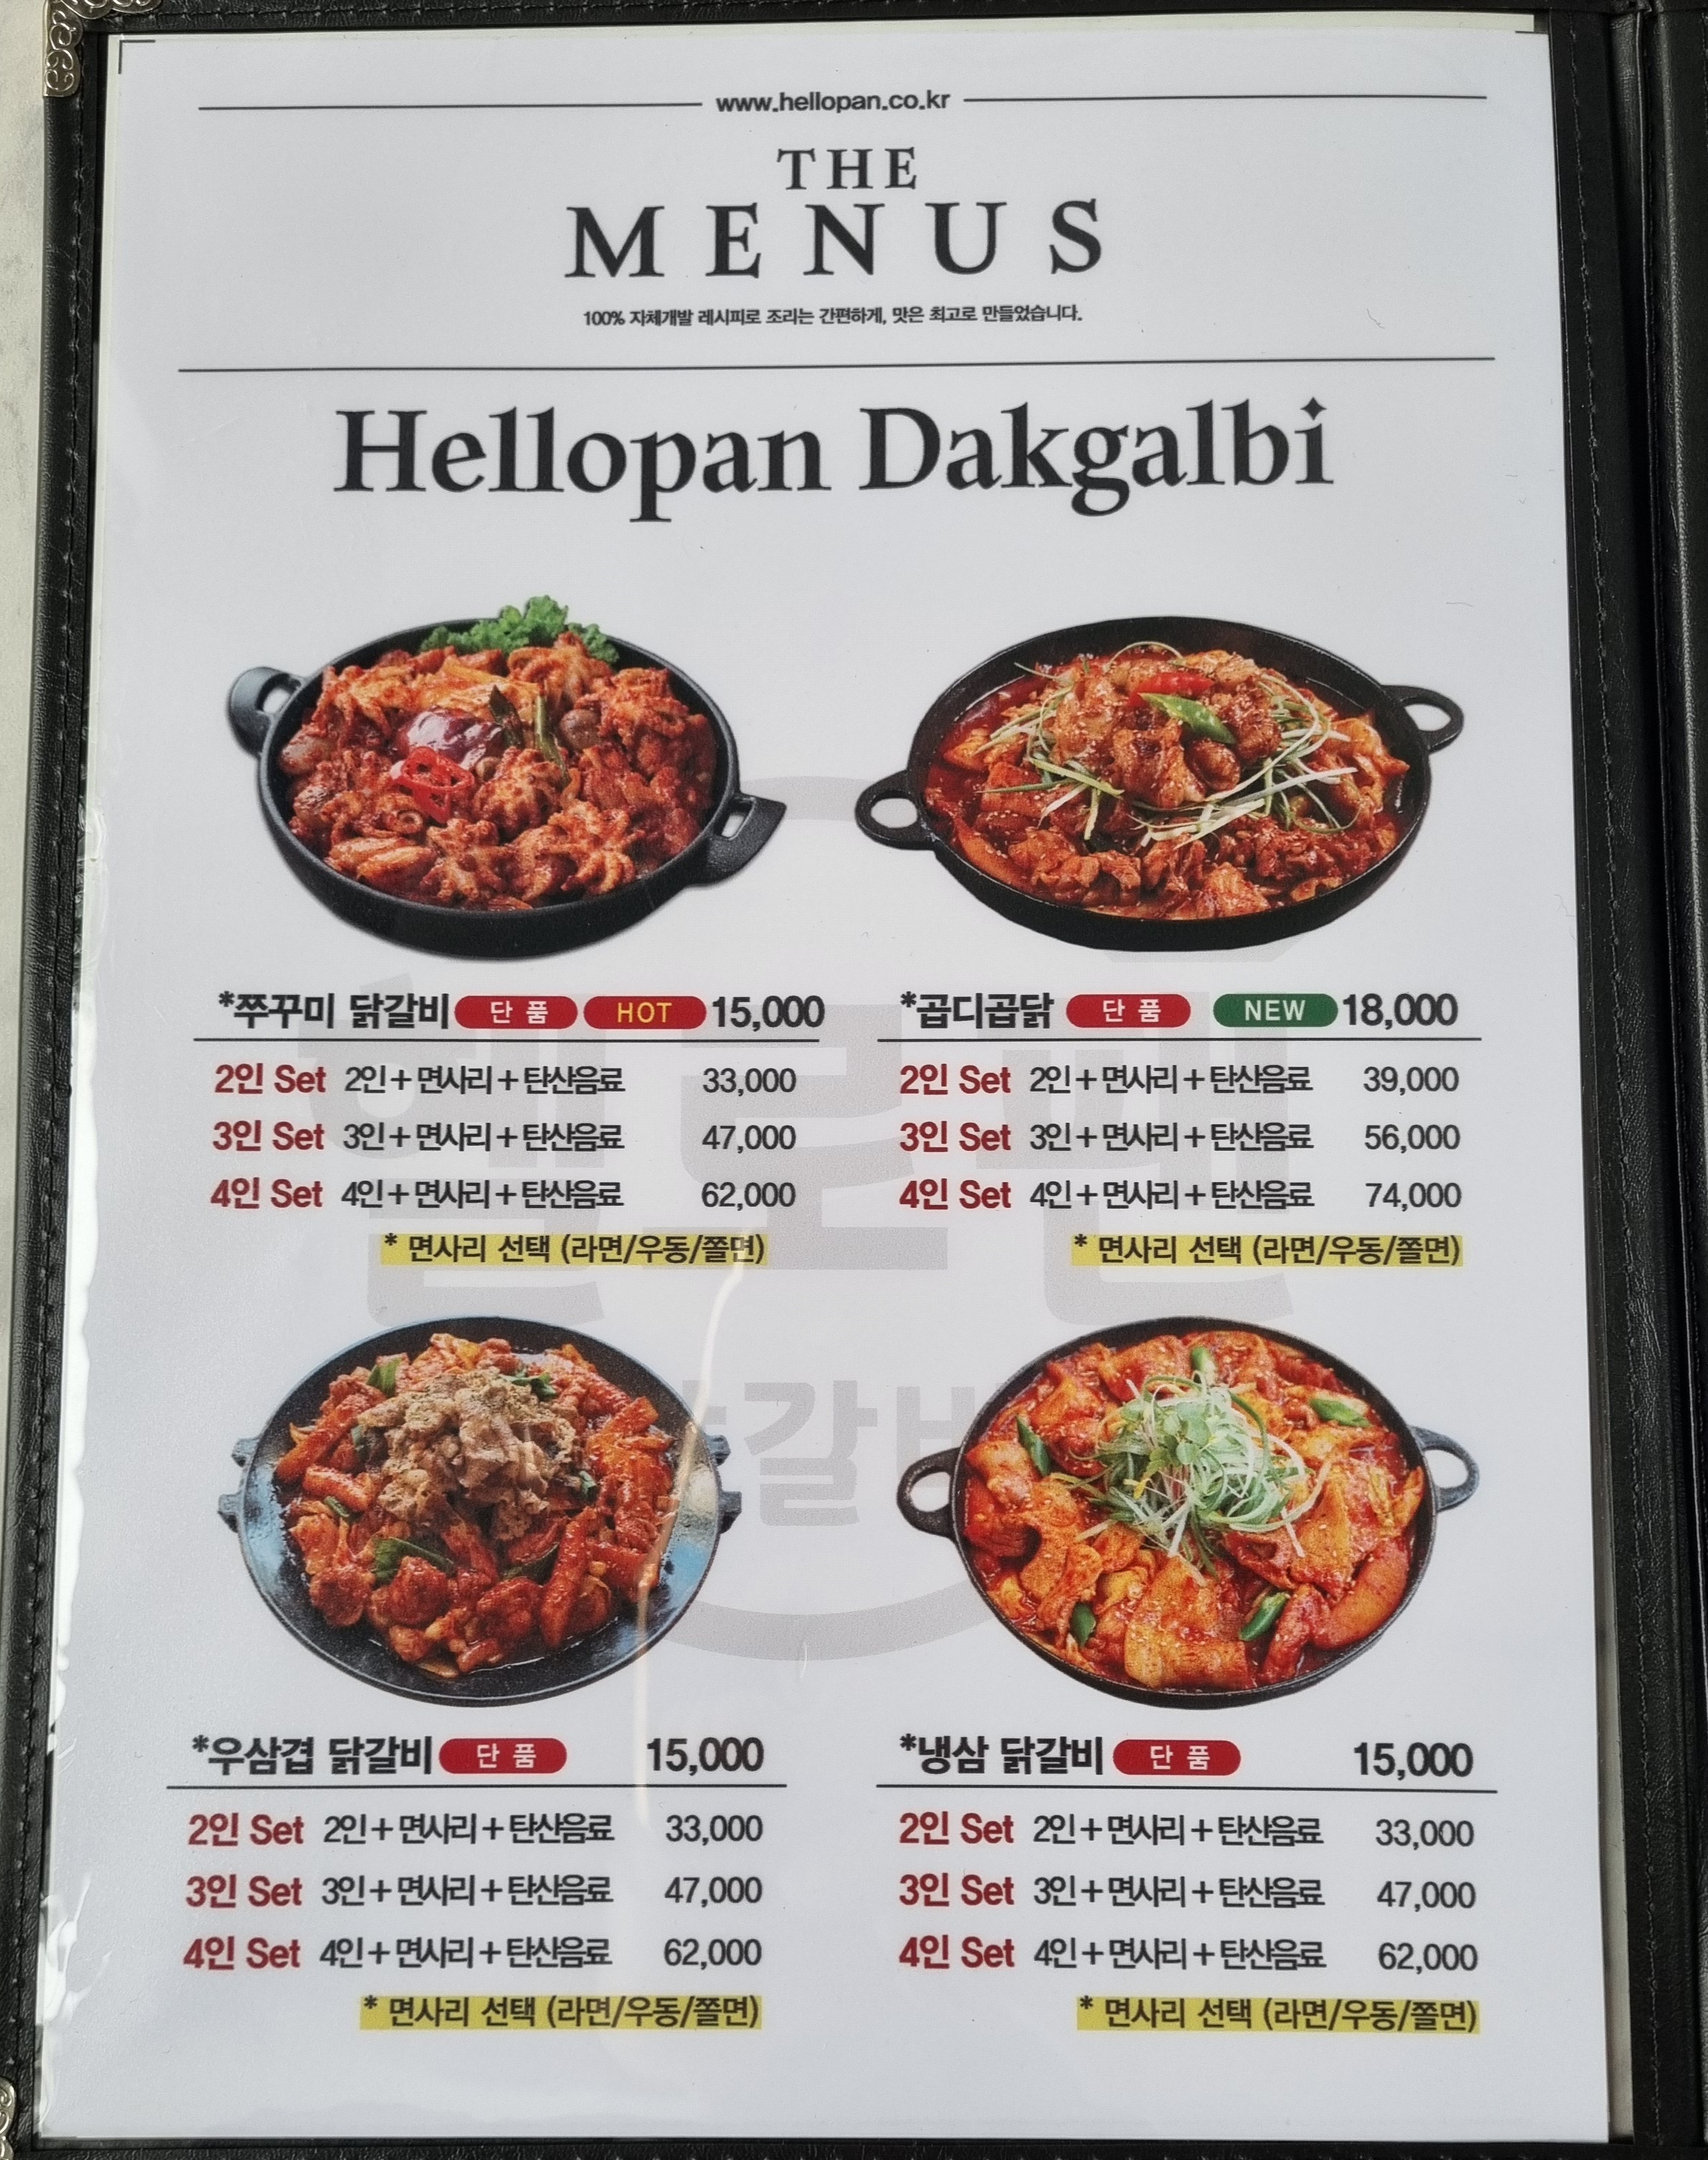 www.hellopan.co.kr
THE
MENUS
100% 자체개발 레시피로 조리는 간편하게, 맛은 최고로 만들었습니다.
Hellopan Dakgalbi
*쭈꾸미 닭갈비 단 품 HOT 15,000
2인 Set 2인+면사리+탄산음료 33,000
3인 Set 3인+면사리+탄산음료 47,000
4인 Set 4인+면사리+탄산음료 62,000
* 면사리 선택 (라면/우동/쫄면)
*곱디곱닭 단 품 NEW 18,000
2인 Set 2인+면사리+탄산음료 39,000
3인 Set 3인+면사리+탄산음료 56,000
4인 Set 4인+면사리+탄산음료 74,000
* 면사리 선택 (라면/우동/쫄면)
*우삼겹 닭갈비 단 품 15,000
2인 Set 2인+면사리+탄산음료 33,000
3인 Set 3인+면사리+탄산음료 47,000
4인 Set 4인+면사리+탄산음료 62,000
* 면사리 선택 (라면/우동/쫄면)
*냉삼 닭갈비 단 품 15,000
2인 Set 2인+면사리+탄산음료 33,000
3인 Set 3인+면사리+탄산음료 47,000
4인 Set 4인+면사리+탄산음료 62,000
* 면사리 선택 (라면/우동/쫄면)
헬로팬